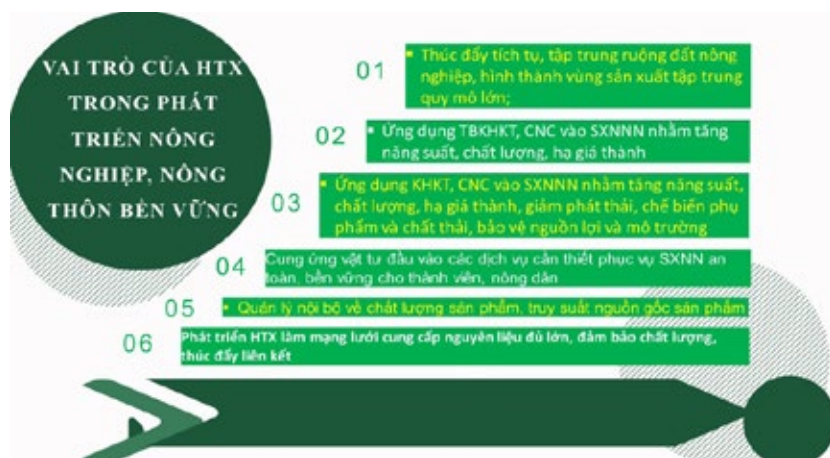 VAI TRÒ CỦA HTX
TRONG PHÁT
TRIỂN NÔNG
NGHIỆP, NÔNG
THÔN BỀN VỮNG
01
▪ Thúc đẩy tích tụ, tập trung ruộng đất nông
nghiệp, hình thành vùng sản xuất tập trung
quy mô lớn;
02
▪ Ứng dụng TBKHKT, CNC vào SXNNN nhằm tăng
năng suất, chất lượng, hạ giá thành
03
▪ Ứng dụng KHKT, CNC vào SXNNN nhằm tăng năng suất,
chất lượng, hạ giá thành, giảm phát thải, chế biến phụ
phẩm và chất thải, bảo vệ nguồn lợi và mô trường
04
Cung ứng vật tư đầu vào các dịch vụ cần thiết phục vụ SXNN an
toàn, bền vững cho thành viên, nông dân
05
▪ Quản lý nội bộ về chất lượng sản phẩm, truy suất nguồn gốc sản phẩm
06
Phát triển HTX làm mạng lưới cung cấp nguyên liệu đủ lớn, đảm bảo chất lượng,
thúc đẩy liên kết